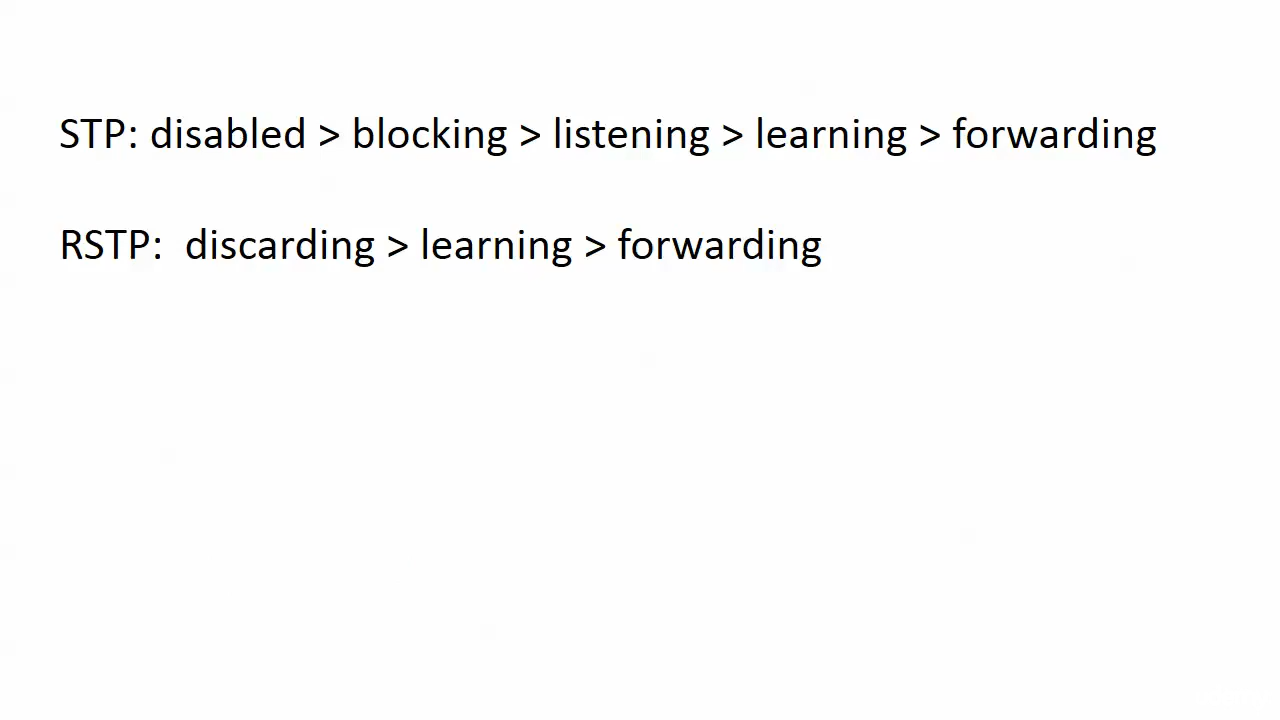 STP: disabled > blocking > listening > learning > forwarding
RSTP: discarding > learning > forwarding